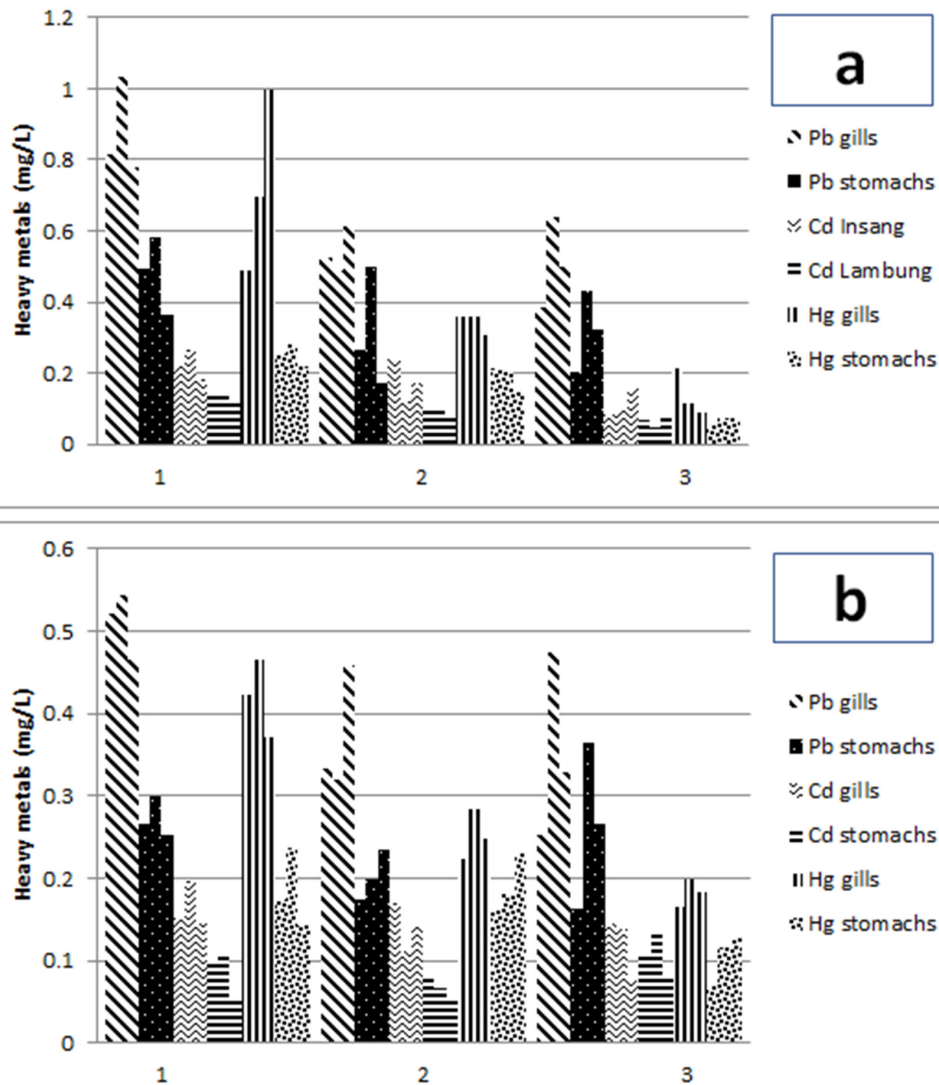 a
Heavy metals (mg/L)
1.2
1
0.8
0.6
0.4
0.2
0
1
2
3
Pb gills
Pb stomachs
Cd Insang
Cd Lambung
Hg gills
Hg stomachs
b
Heavy metals (mg/L)
0.6
0.5
0.4
0.3
0.2
0.1
0
1
2
3
Pb gills
Pb stomachs
Cd gills
Cd stomachs
Hg gills
Hg stomachs